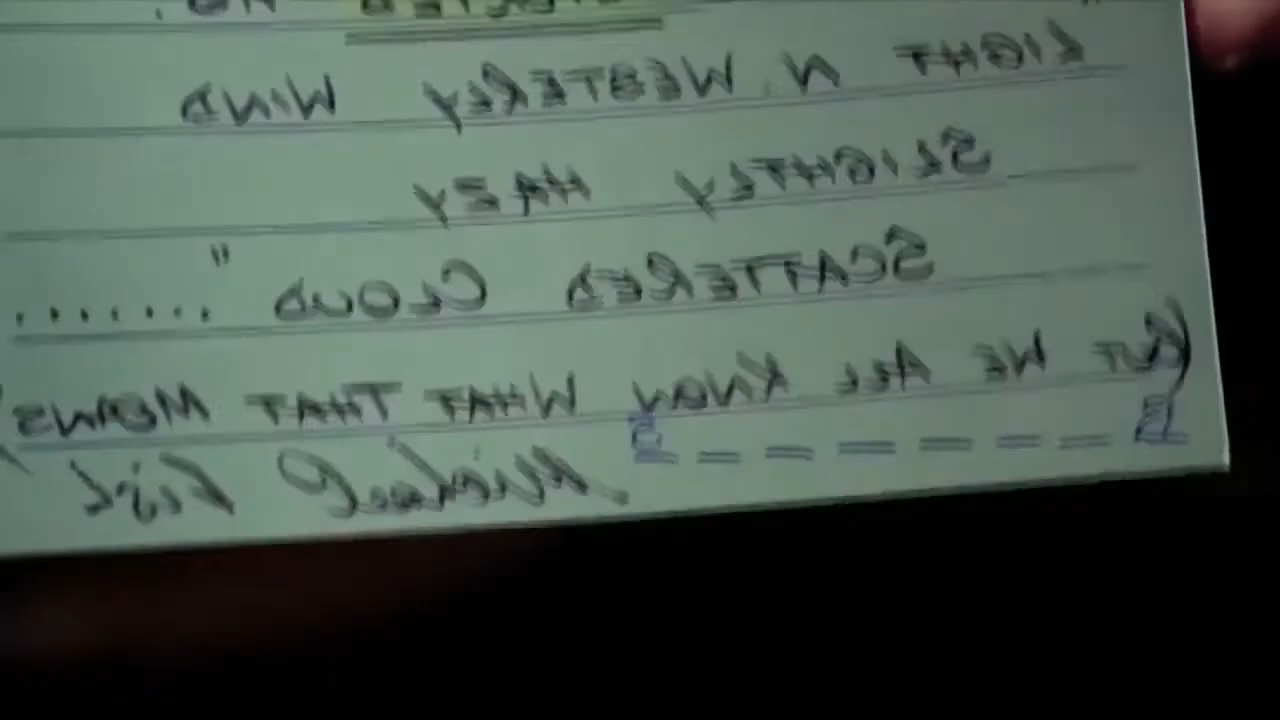 LIGHT N. WESTERLY WIND
SLIGHTLY HAZY
SCATTERED CLOUD "........
(BUT WE ALL KNOW WHAT THAT MEANS)
Michael Fish